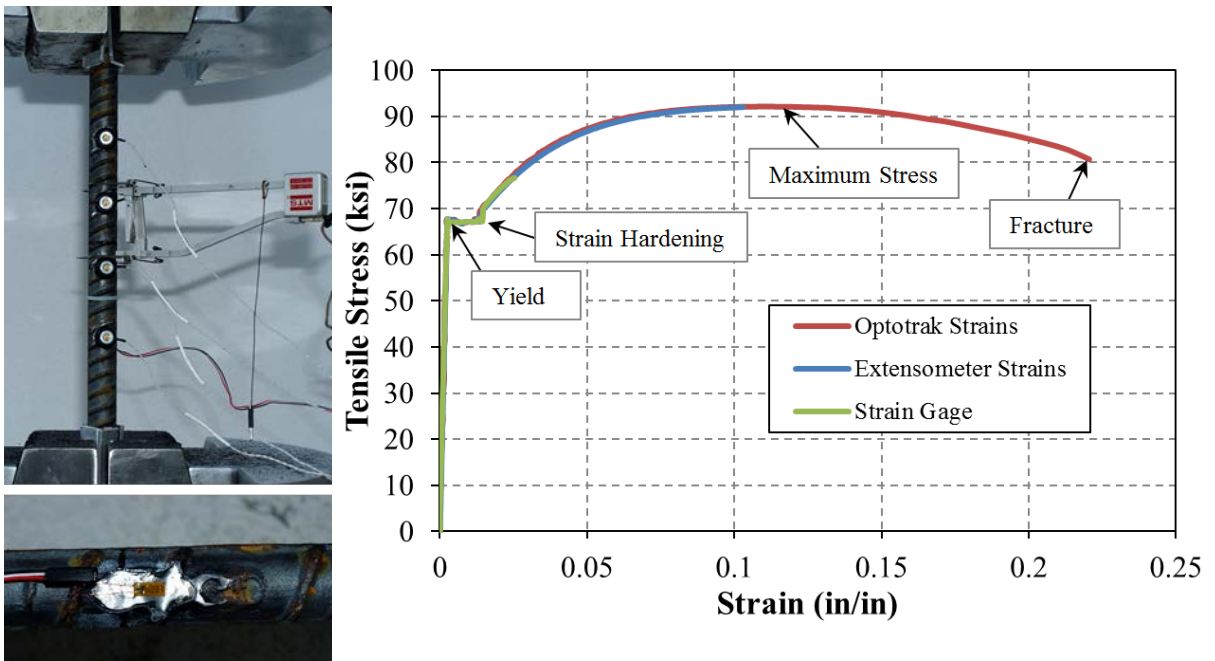 MTS
100
90
80
70
60
50
40
30
20
10
0
Tensile Stress (ksi)
0
0.05
0.1
0.15
0.2
0.25
Strain (in/in)
Maximum Stress
Fracture
Strain Hardening
Yield
Optotrak Strains
Extensometer Strains
Strain Gage